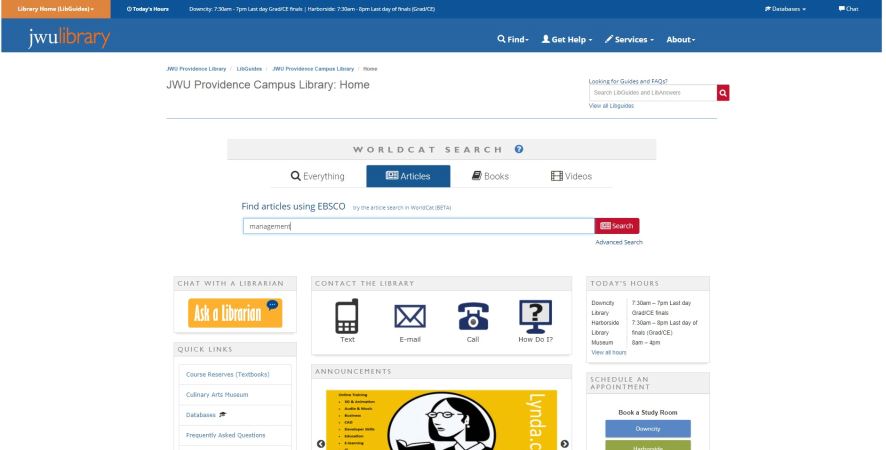 Library Home (LibGuides)
Today's Hours
Downcity: 7:30am - 7pm Last day Grad/CE finals | Harborside: 7:30am - 8pm Last day of finals (Grad/CE)
Databases
Chat
jwulibrary
Find
Get Help
Services
About
JWU Providence Library / LibGuides / JWU Providence Campus Library / Home
JWU Providence Campus Library: Home
Looking for Guides and FAQs?
Search LibGuides and LibAnswers
View all Libguides
WORLDCAT SEARCH
Everything
Articles
Books
Videos
Find articles using EBSCO
try the article search in WorldCat (BETA)
management
Search
Advanced Search
CHAT WITH A LIBRARIAN
Ask a Librarian
QUICK LINKS
Course Reserves (Textbooks)
Culinary Arts Museum
Databases
Frequently Asked Questions
CONTACT THE LIBRARY
Text
E-mail
Call
How Do I?
ANNOUNCEMENTS
Online Training
3D & Animation
Audio & Music
Business
CAD
Developer Skills
Education
E-learning
Lynda.c
TODAY'S HOURS
Downcity 7:30am – 7pm Last day
Library Grad/CE finals
Harborside 7:30am – 8pm Last day of
Library finals (Grad/CE)
Museum 8am – 4pm
View all hours
SCHEDULE AN
APPOINTMENT
Book a Study Room
Downcity
Harborside